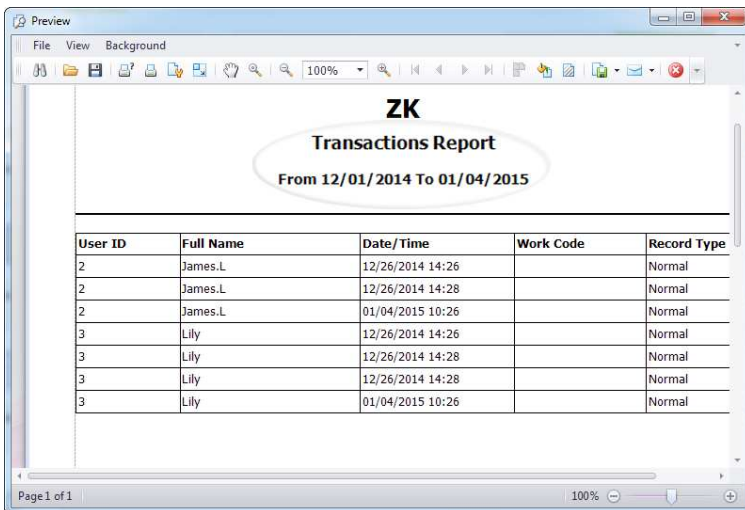 Preview
File View Background
100%
ZK
Transactions Report
From 12/01/2014 To 01/04/2015
User ID Full Name Date/Time Work Code Record Type
2 James.L 12/26/2014 14:26 Normal
2 James.L 12/26/2014 14:28 Normal
2 James.L 01/04/2015 10:26 Normal
3 Lily 12/26/2014 14:26 Normal
3 Lily 12/26/2014 14:28 Normal
3 Lily 12/26/2014 14:28 Normal
3 Lily 01/04/2015 10:26 Normal
Page 1 of 1 100%